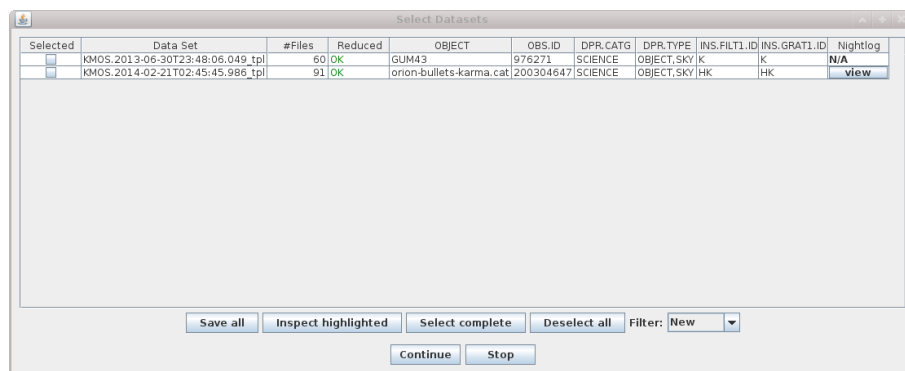 Select Datasets
Selected Data Set #Files Reduced OBJECT OBS.ID DPR.CATG DPR.TYPE INS.FILT1.ID INS.GRAT1.ID Nightlog
KMOS.2013-06-30T23:48:06.049_tpl 60 OK GUM43 976271 SCIENCE OBJECT,SKY K K N/A
KMOS.2014-02-21T02:45:45.986_tpl 91 OK orion-bullets-karma.cat 200304647 SCIENCE OBJECT,SKY HK HK view
Save all Inspect highlighted Select complete Deselect all Filter: New
Continue Stop